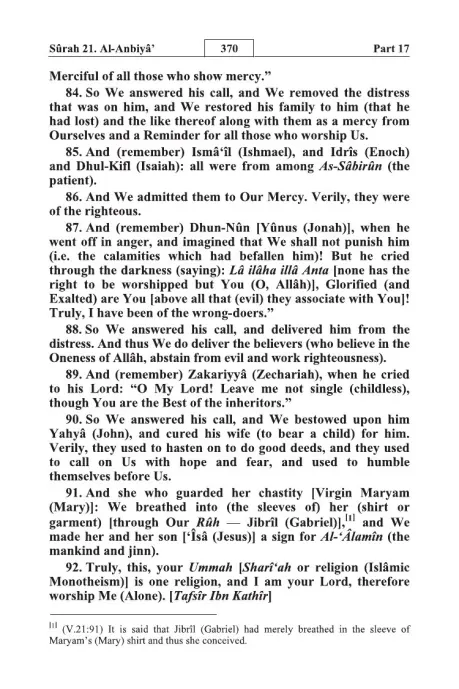 Sûrah 21. Al-Anbiyâ’ 370 Part 17
Merciful of all those who show mercy.”
84. So We answered his call, and We removed the distress
that was on him, and We restored his family to him (that he
had lost) and the like thereof along with them as a mercy from
Ourselves and a Reminder for all those who worship Us.
85. And (remember) Ismâ‘îl (Ishmael), and Idrîs (Enoch)
and Dhul-Kifl (Isaiah): all were from among As-Sâbirûn (the
patient).
86. And We admitted them to Our Mercy. Verily, they were
of the righteous.
87. And (remember) Dhun-Nûn [Yûnus (Jonah)], when he
went off in anger, and imagined that We shall not punish him
(i.e. the calamities which had befallen him)! But he cried
through the darkness (saying): Lâ ilâha illâ Anta [none has the
right to be worshipped but You (O, Allâh)], Glorified (and
Exalted) are You [above all that (evil) they associate with You]!
Truly, I have been of the wrong-doers.”
88. So We answered his call, and delivered him from the
distress. And thus We do deliver the believers (who believe in the
Oneness of Allâh, abstain from evil and work righteousness).
89. And (remember) Zakariyyâ (Zechariah), when he cried
to his Lord: “O My Lord! Leave me not single (childless),
though You are the Best of the inheritors.”
90. So We answered his call, and We bestowed upon him
Yahyâ (John), and cured his wife (to bear a child) for him.
Verily, they used to hasten on to do good deeds, and they used
to call on Us with hope and fear, and used to humble
themselves before Us.
91. And she who guarded her chastity [Virgin Maryam
(Mary)]: We breathed into (the sleeves of) her (shirt or
garment) [through Our Rûh — Jibrîl (Gabriel)],[1] and We
made her and her son [‘Îsâ (Jesus)] a sign for Al-‘Âlamîn (the
mankind and jinn).
92. Truly, this, your Ummah [Sharî‘ah or religion (Islâmic
Monotheism)] is one religion, and I am your Lord, therefore
worship Me (Alone). [Tafsîr Ibn Kathîr]
[1] (V.21:91) It is said that Jibrîl (Gabriel) had merely breathed in the sleeve of
Maryam’s (Mary) shirt and thus she conceived.